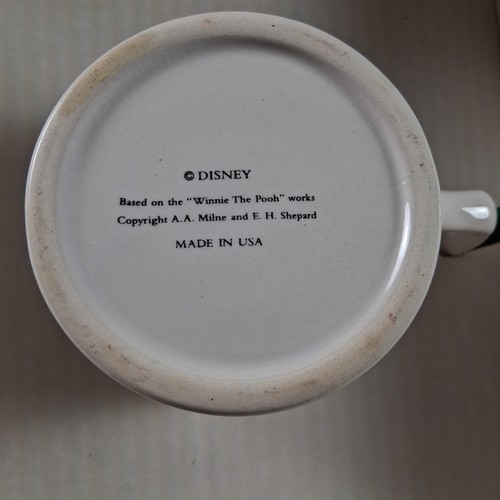 © DISNEY
Based on the "Winnie The Pooh" works
Copyright A.A. Milne and E. H. Shepard
MADE IN USA